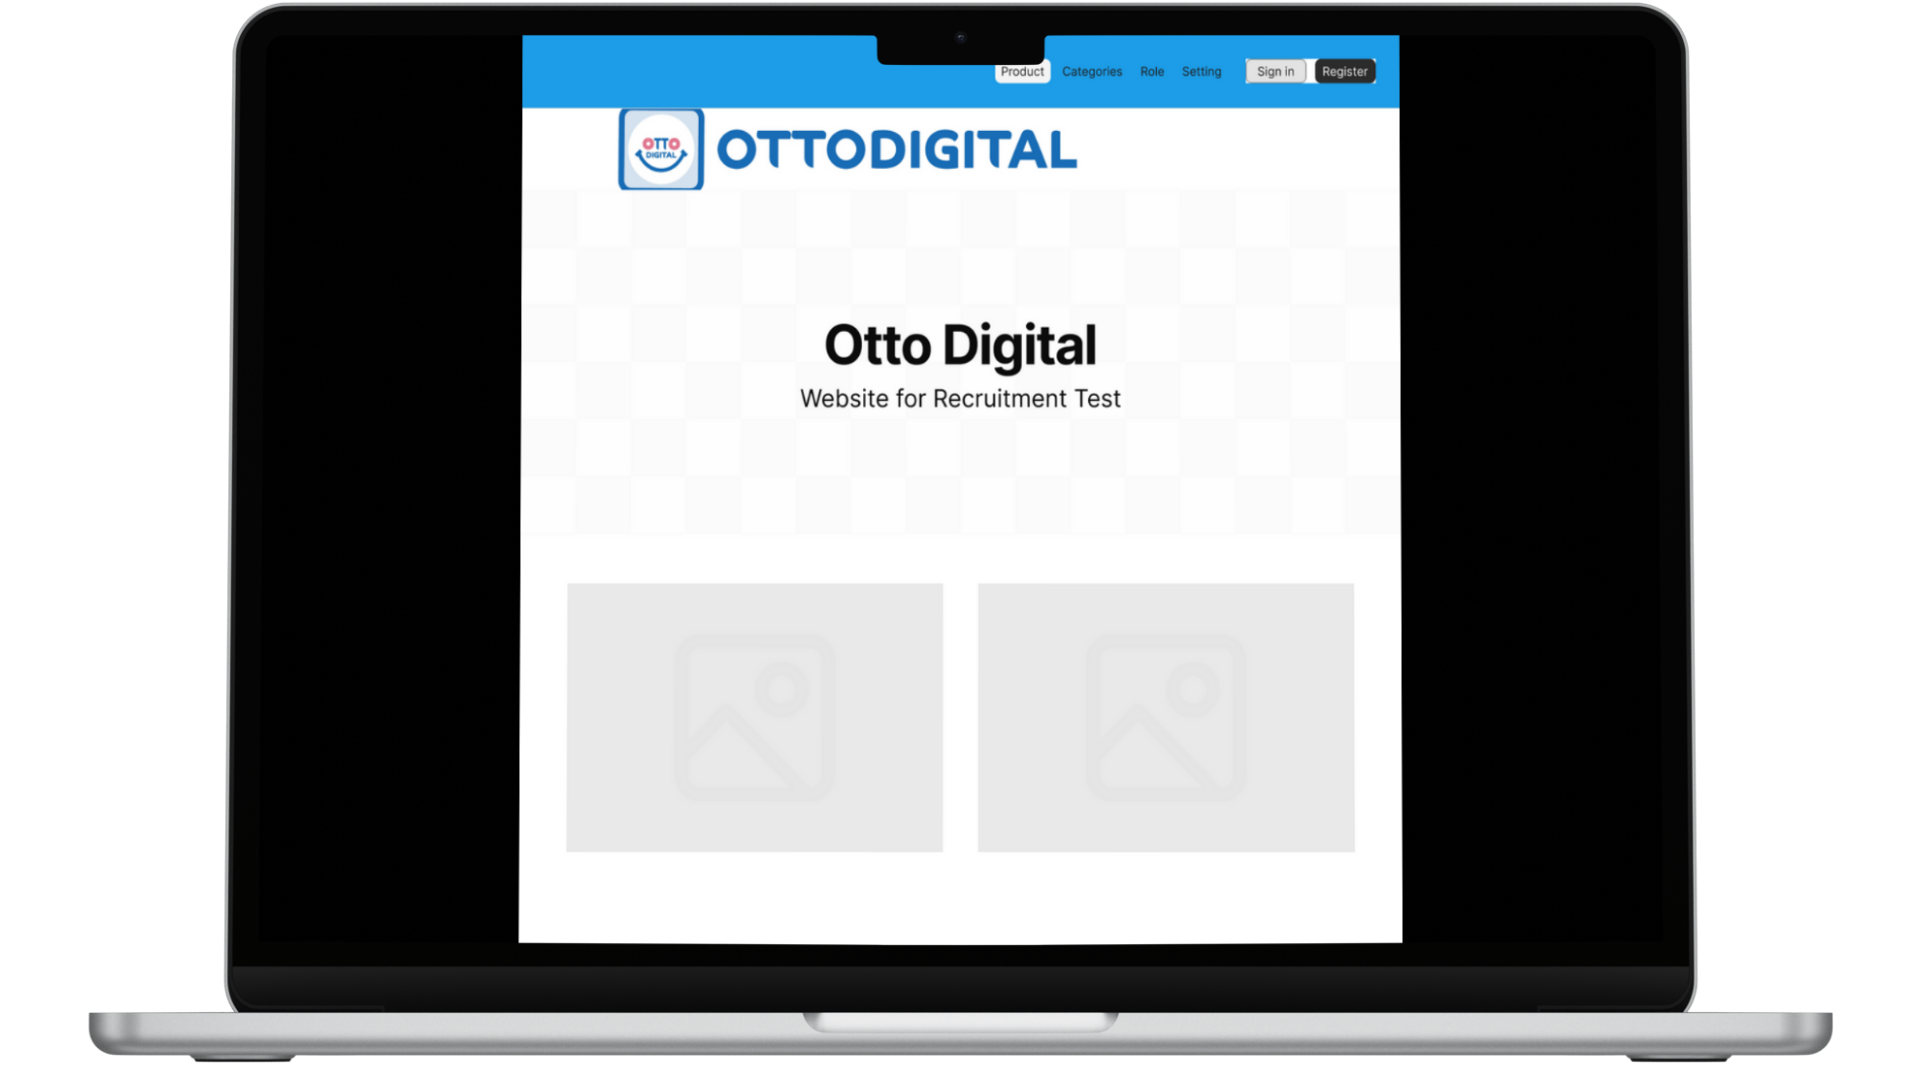 Product Categories Role Setting Sign in Register
OTTO
DIGITAL
OTTODIGITAL
Otto Digital
Website for Recruitment Test